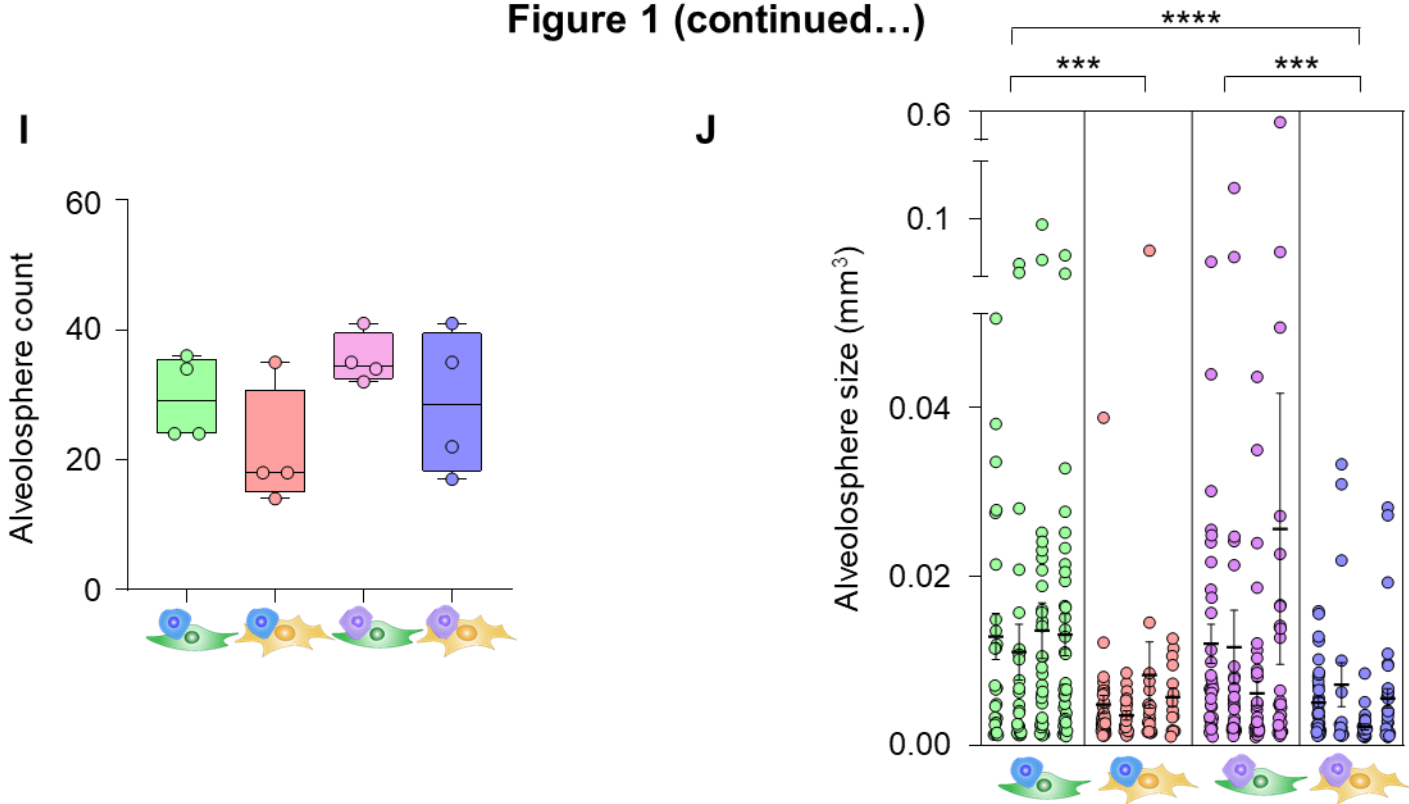 Figure 1 (continued...)
****
***
***
I
J
60
40
20
0
Alveolosphere count
0.6
0.1
0.04
0.02
0.00
Alveolosphere size (mm³)